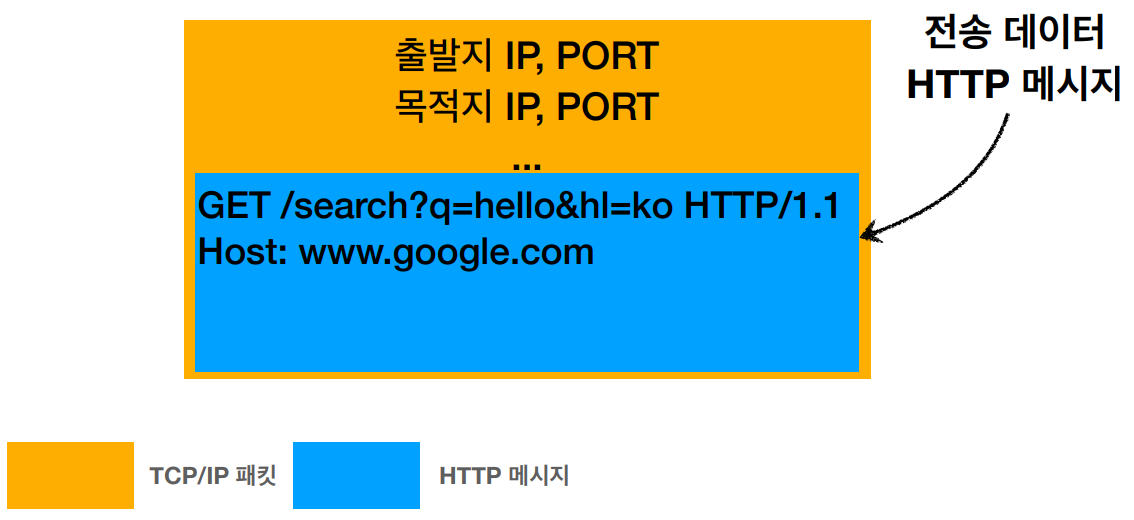 전송 데이터
HTTP 메시지
출발지 IP, PORT
목적지 IP, PORT
...
GET /search?q=hello&hl=ko HTTP/1.1
Host: www.google.com
TCP/IP 패킷
HTTP 메시지